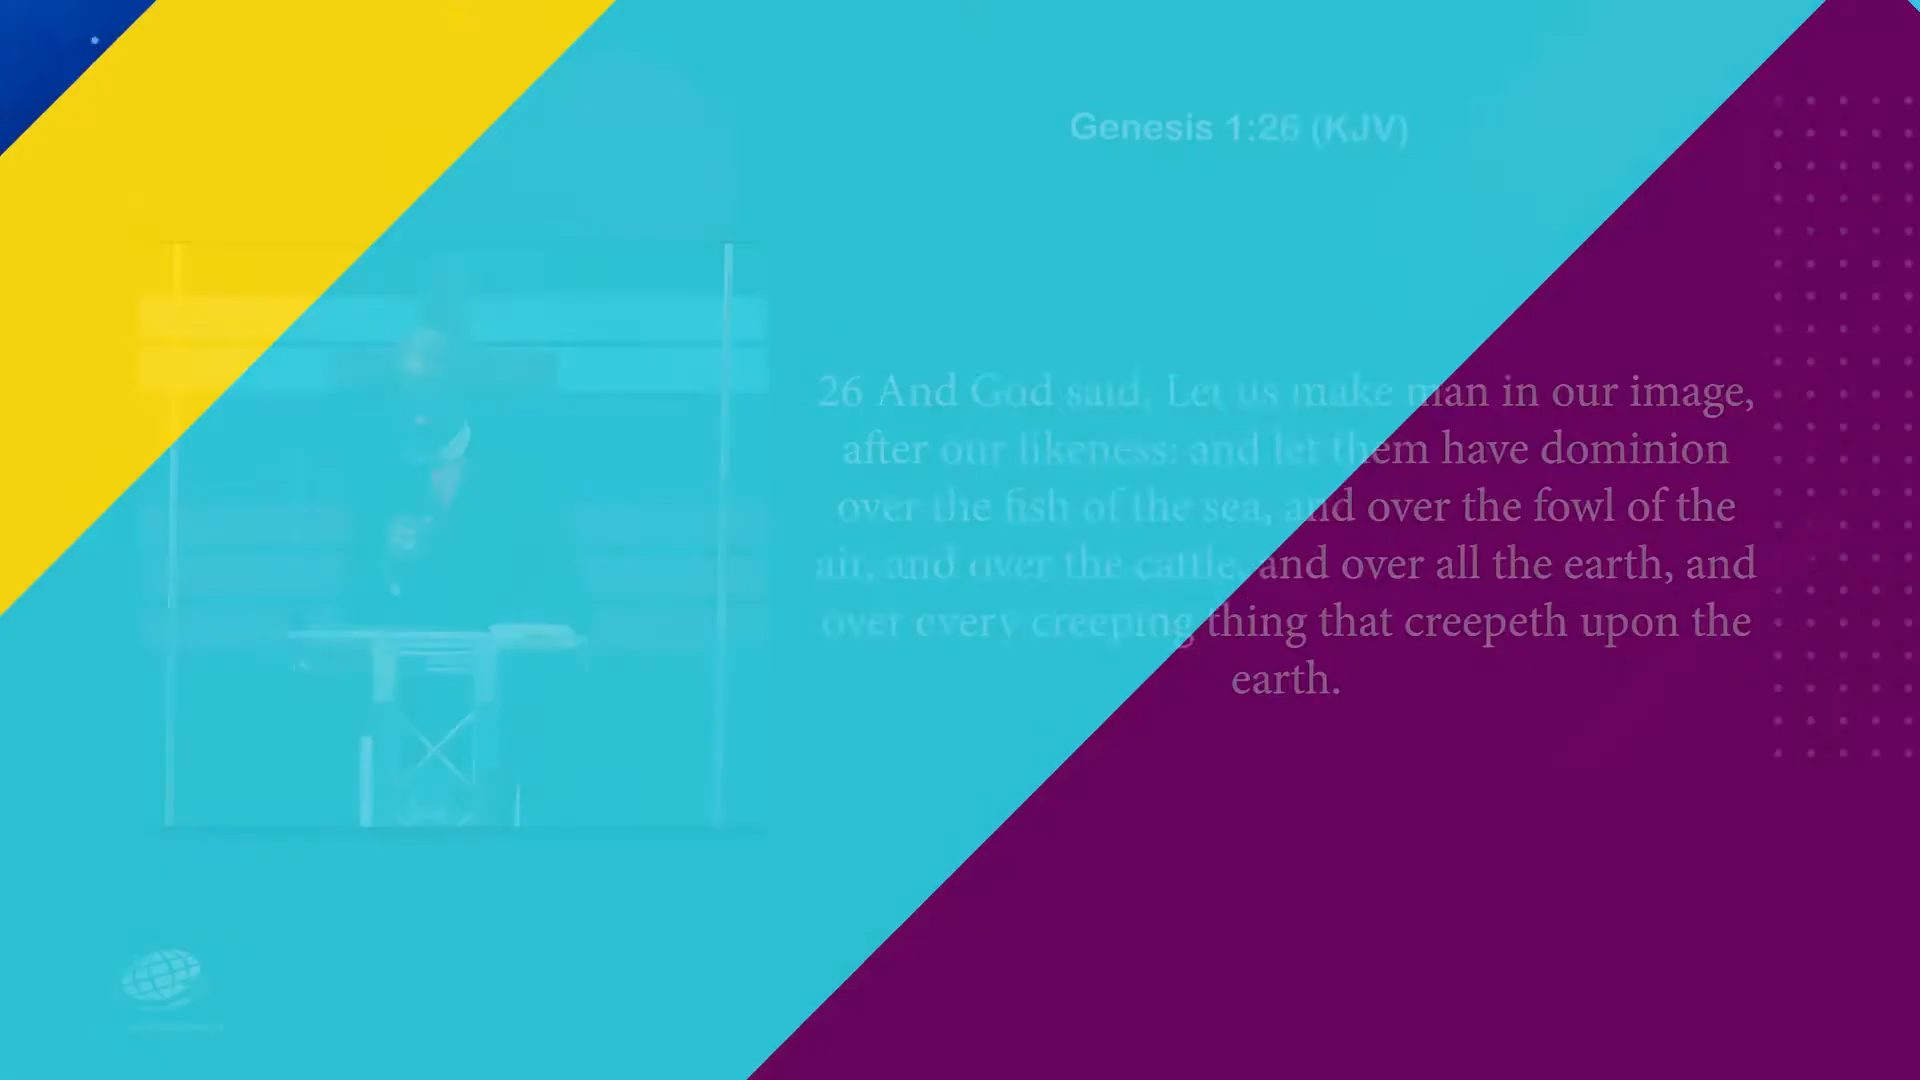 Genesis 1:26 (KJV)
26 And God said, Let us make man in our image,
after our likeness: and let them have dominion
over the fish of the sea, and over the fowl of the
air, and over the cattle, and over all the earth, and
over every creeping thing that creepeth upon the
earth.